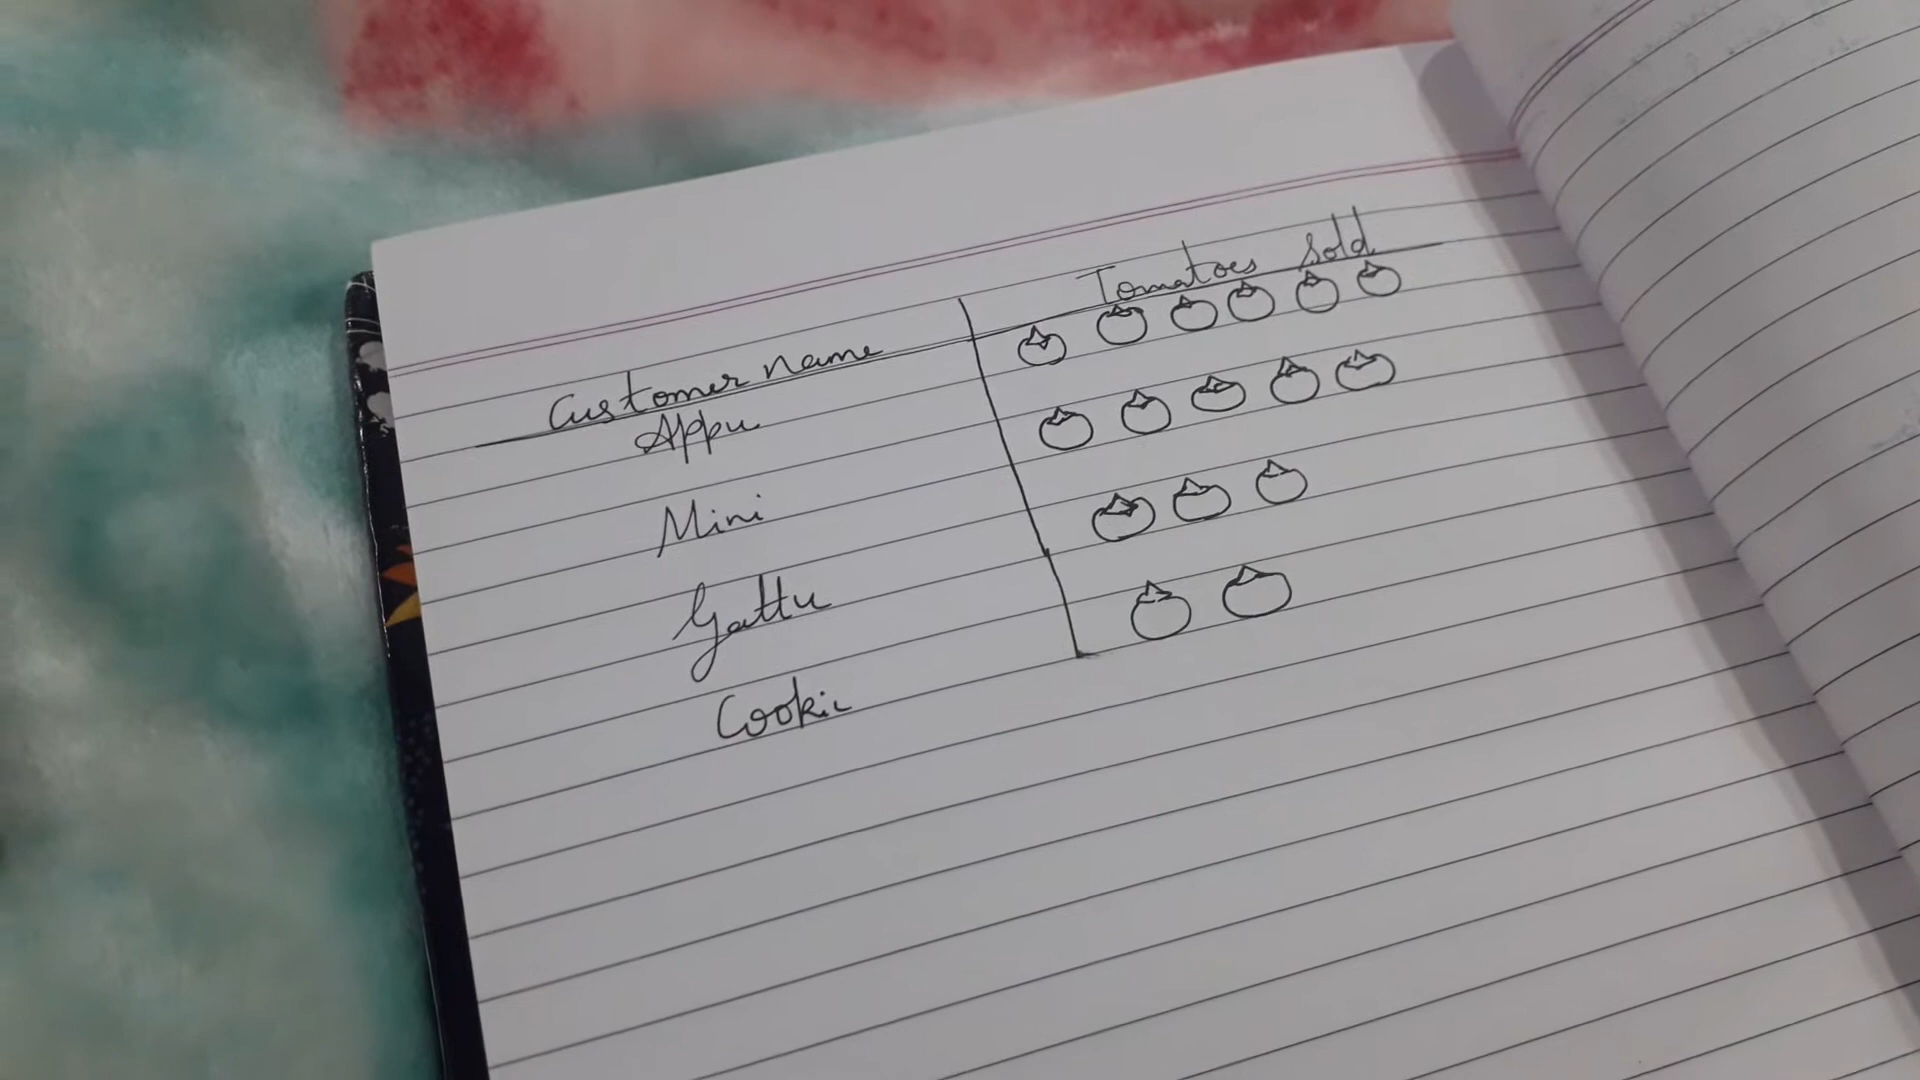 Customer name Tomatoes sold
Appu
Mini
Gattu
Cookie